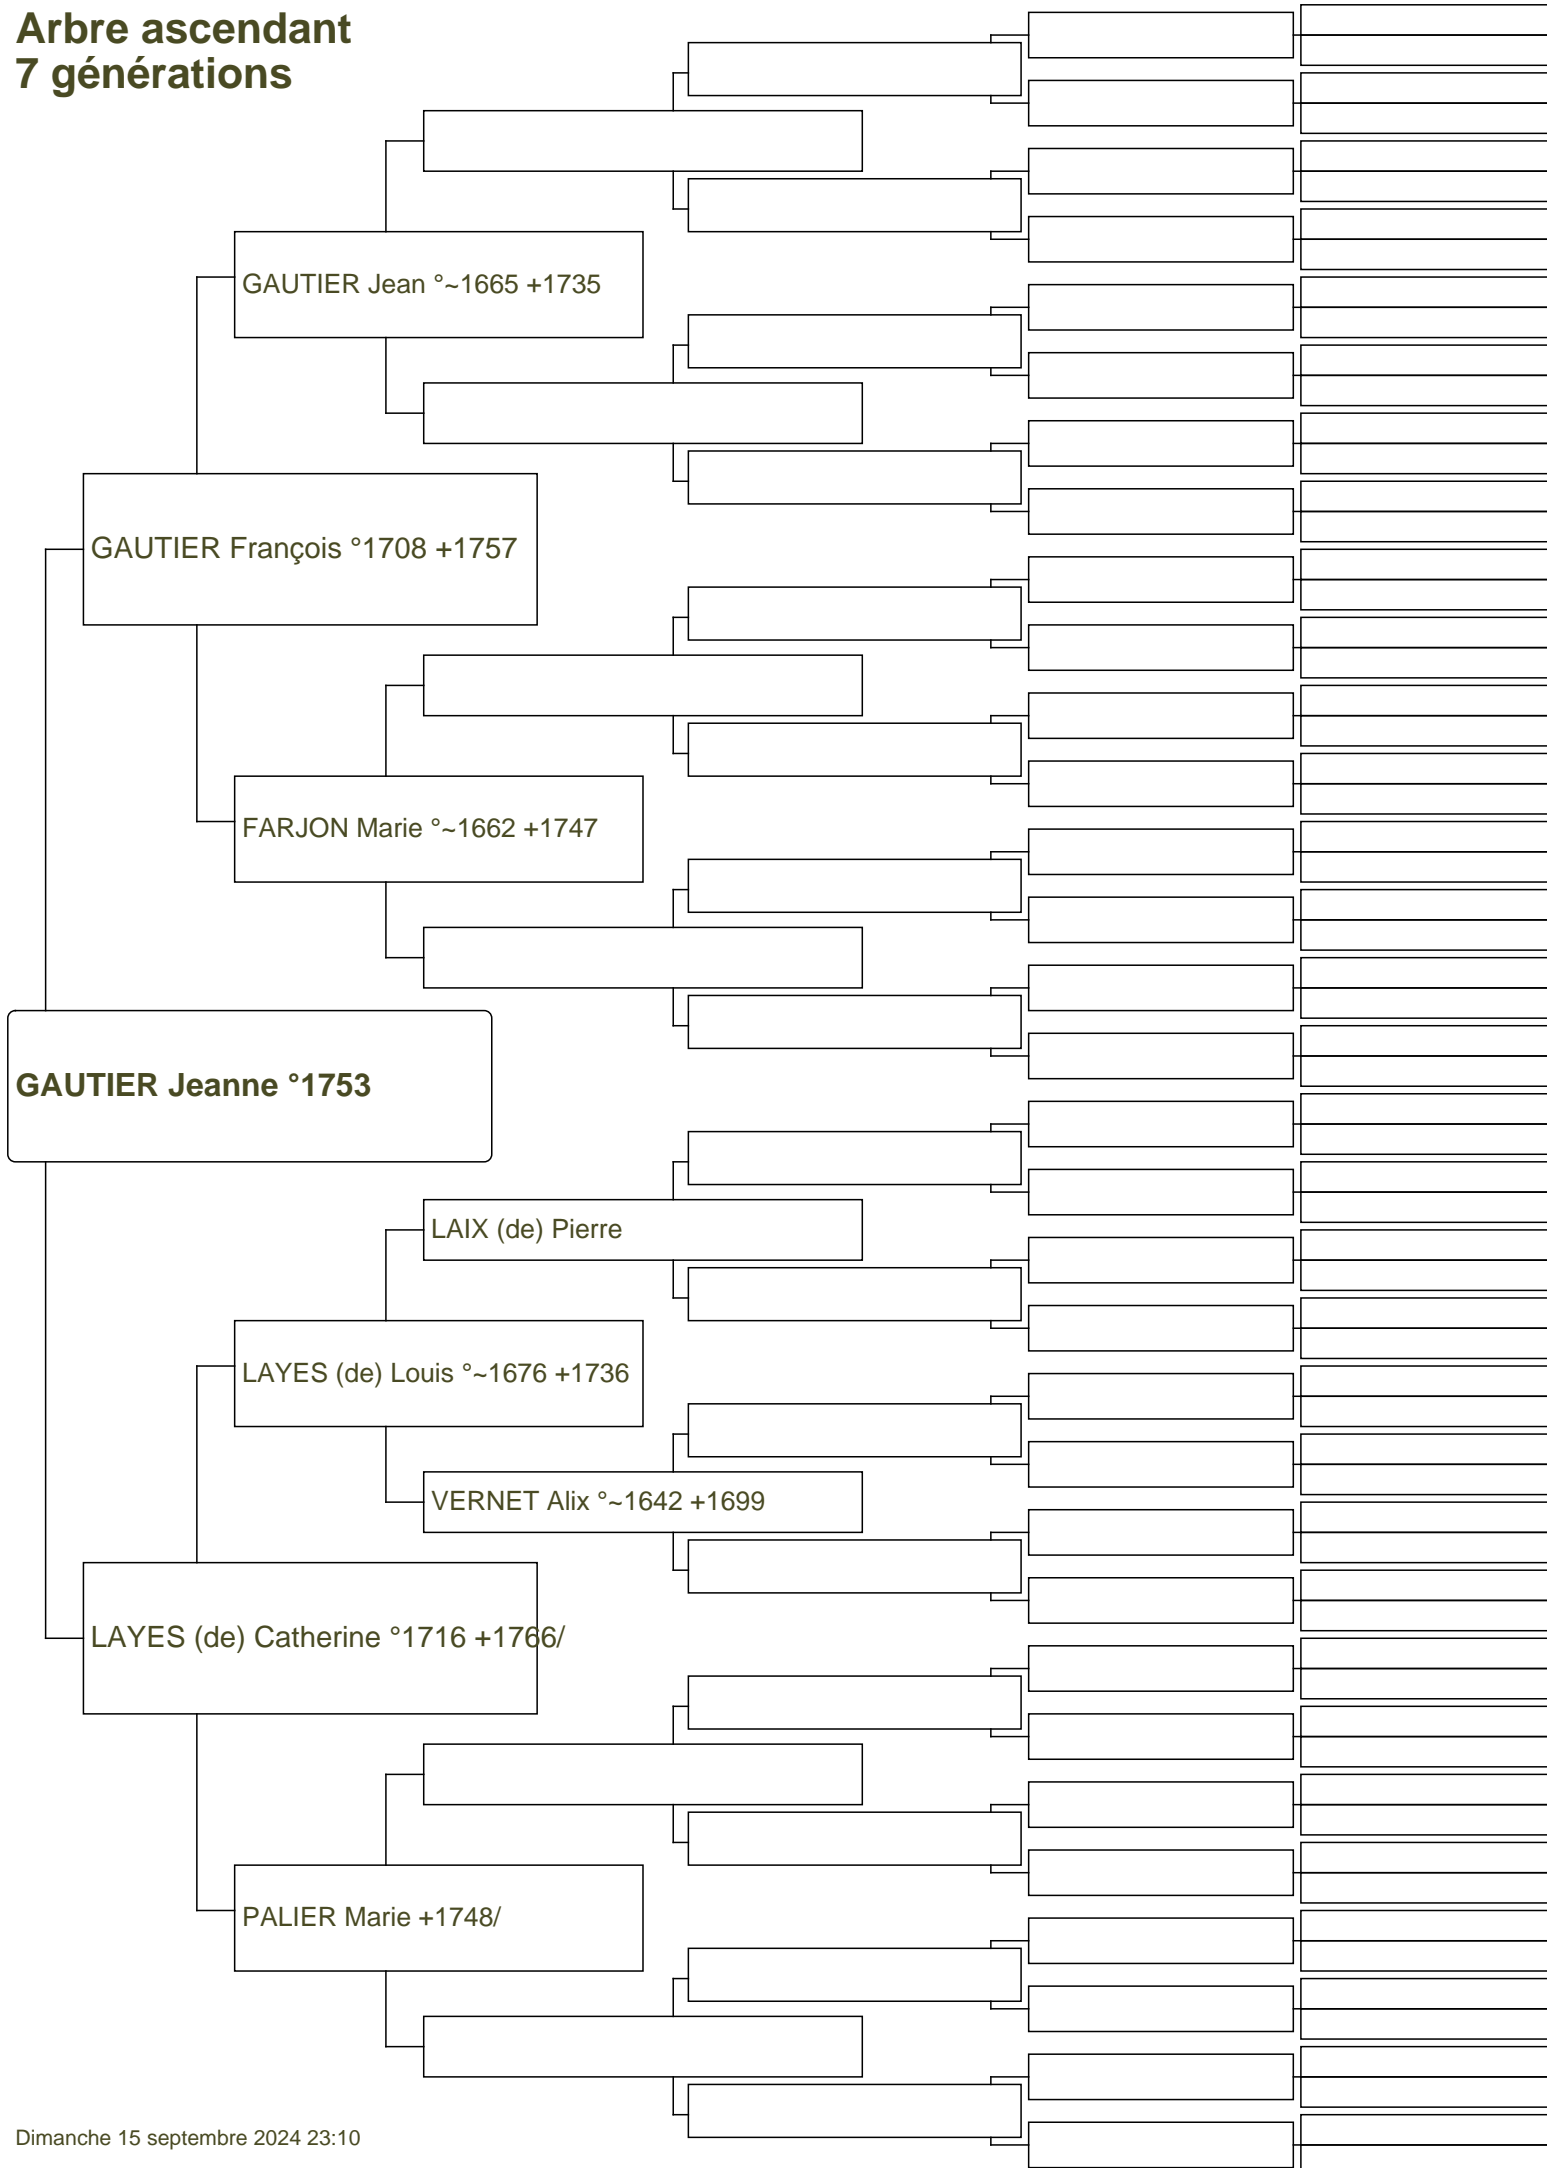 Arbre ascendant
7 générations
GAUTIER Jean °~1665 +1735
GAUTIER François °1708 +1757
FARJON Marie °~1662 +1747
GAUTIER Jeanne °1753
LAIX (de) Pierre
LAYES (de) Louis °~1676 +1736
VERNET Alix °~1642 +1699
LAYES (de) Catherine °1716 +1766/
PALIER Marie +1748/
Dimanche 15 septembre 2024 23:10